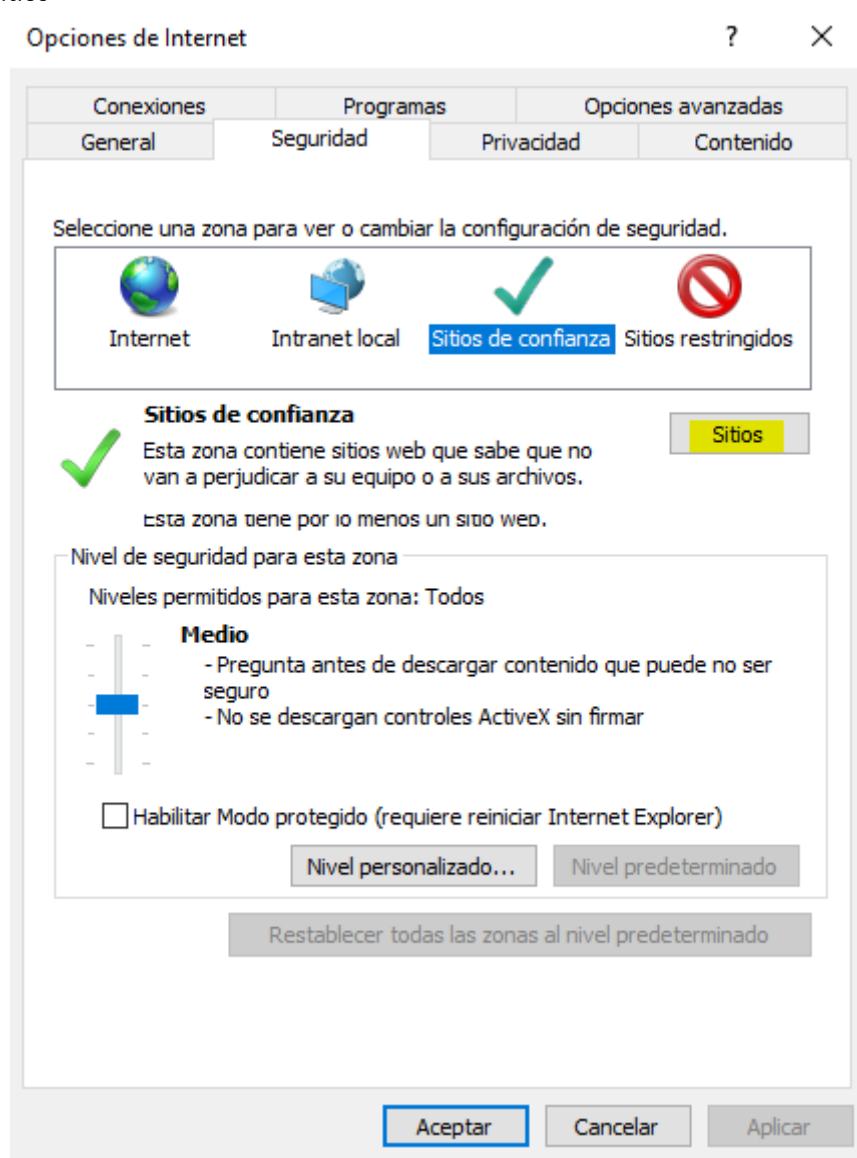 Opciones de Internet ?
Conexiones Programas Opciones avanzadas
General Seguridad Privacidad Contenido
Seleccione una zona para ver o cambiar la configuración de seguridad.
Internet Intranet local Sitios de confianza Sitios restringidos
Sitios de confianza
Sitios
Esta zona contiene sitios web que sabe que no
van a perjudicar a su equipo o a sus archivos.
Esta zona tiene por lo menos un sitio web.
Nivel de seguridad para esta zona
Niveles permitidos para esta zona: Todos
Medio
- Pregunta antes de descargar contenido que puede no ser
seguro
- No se descargan controles ActiveX sin firmar
Habilitar Modo protegido (requiere reiniciar Internet Explorer)
Nivel personalizado... Nivel predeterminado
Restablecer todas las zonas al nivel predeterminado
Aceptar Cancelar Aplicar